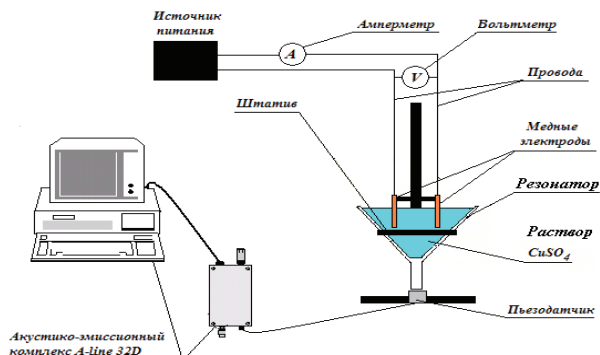 Источник
питания
Амперметр
Вольтметр
A
V
Провода
Штатив
Медные
электроды
Резонатор
Раствор
CuSO4
Пьезодатчик
Акустико-эмиссионный
комплекс A-line 32D